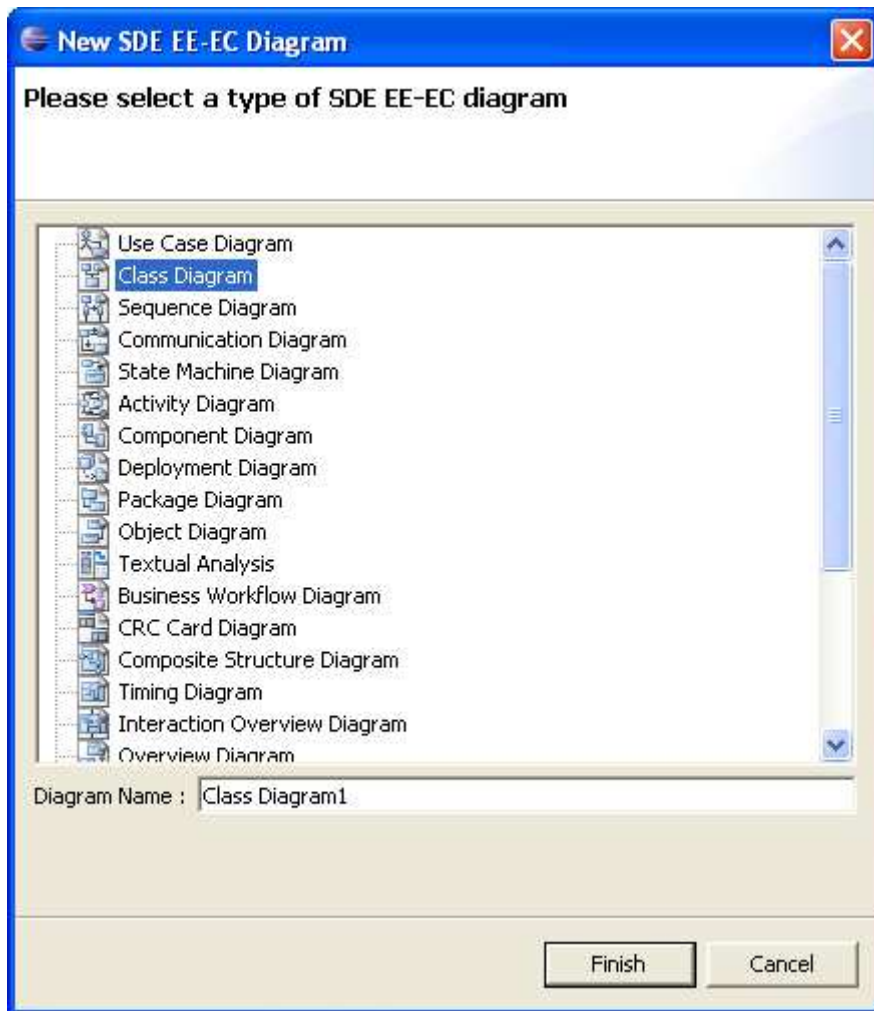 New SDE EE-EC Diagram
Please select a type of SDE EE-EC diagram
Use Case Diagram
Class Diagram
Sequence Diagram
Communication Diagram
State Machine Diagram
Activity Diagram
Component Diagram
Deployment Diagram
Package Diagram
Object Diagram
Textual Analysis
Business Workflow Diagram
CRC Card Diagram
Composite Structure Diagram
Timing Diagram
Interaction Overview Diagram
Overview Diagram
Diagram Name : Class Diagram1
Finish Cancel